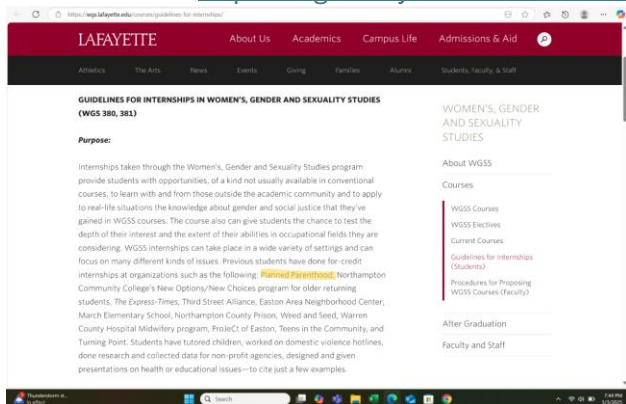 https://wgs.lafayette.edu/courses/guidelines-for-internships/
LAFAYETTE
About Us Academics Campus Life Admissions & Aid
Athletics The Arts News Events Giving Families Alumni Students, Faculty, & Staff
GUIDELINES FOR INTERNSHIPS IN WOMEN'S, GENDER AND SEXUALITY STUDIES
(WGS 380, 381)
Purpose:
Internships taken through the Women's, Gender and Sexuality Studies program
provide students with opportunities, of a kind not usually available in conventional
courses, to learn with and from those outside the academic community and to apply
to real-life situations the knowledge about gender and social justice that they've
gained in WGSS courses. The course also can give students the chance to test the
depth of their interest and the extent of their abilities in occupational fields they are
considering. WGSS internships can take place in a wide variety of settings and can
focus on many different kinds of issues. Previous students have done for-credit
internships at organizations such as the following: Planned Parenthood, Northampton
Community College's New Options/New Choices program for older returning
students, The Express-Times, Third Street Alliance, Easton Area Neighborhood Center,
March Elementary School, Northampton County Prison, Weed and Seed, Warren
County Hospital Midwifery program, ProJeCt of Easton, Teens in the Community, and
Turning Point. Students have tutored children, worked on domestic violence hotlines,
done research and collected data for non-profit agencies, designed and given
presentations on health or educational issues—to cite just a few examples.
WOMEN'S, GENDER
AND SEXUALITY
STUDIES
About WGSS
Courses
WGSS Courses
WGSS Electives
Current Courses
Guidelines for Internships
(Students)
Procedures for Proposing
WGSS Courses (Faculty)
After Graduation
Faculty and Staff
Thunderstorm
In effect
Search
7:44 PM